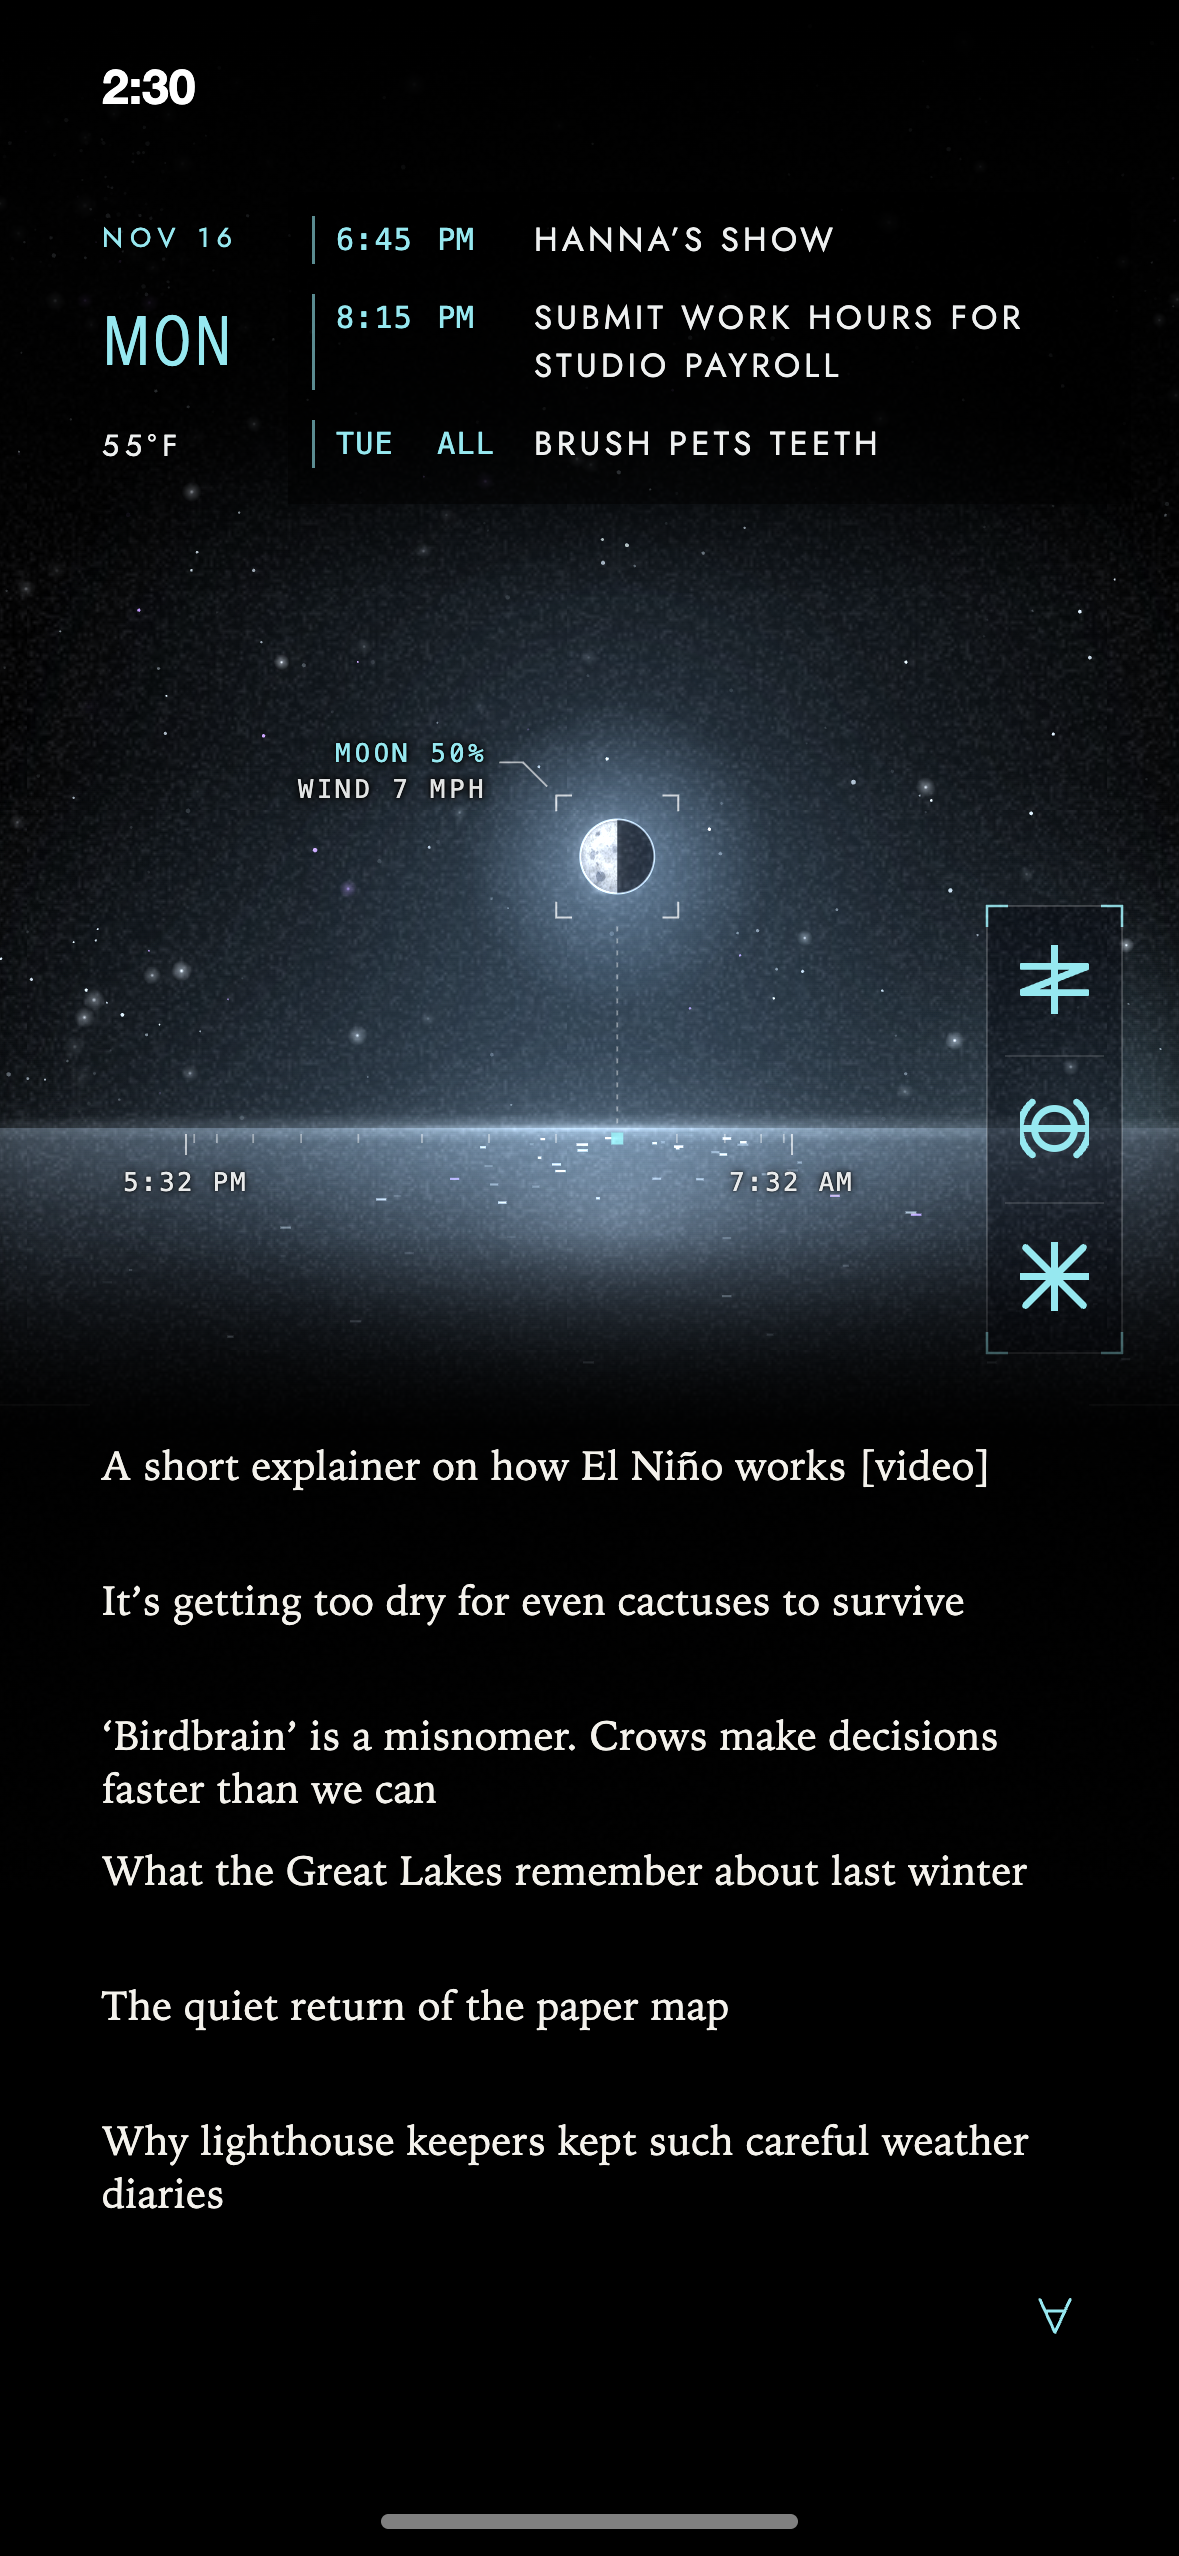 2:30
NOV 16
MON
55°F
6:45 PM HANNA’S SHOW
8:15 PM SUBMIT WORK HOURS FOR
STUDIO PAYROLL
TUE ALL BRUSH PETS TEETH
MOON 50%
WIND 7 MPH
5:32 PM 7:32 AM
A short explainer on how El Niño works [video]
It’s getting too dry for even cactuses to survive
‘Birdbrain’ is a misnomer. Crows make decisions
faster than we can
What the Great Lakes remember about last winter
The quiet return of the paper map
Why lighthouse keepers kept such careful weather
diaries